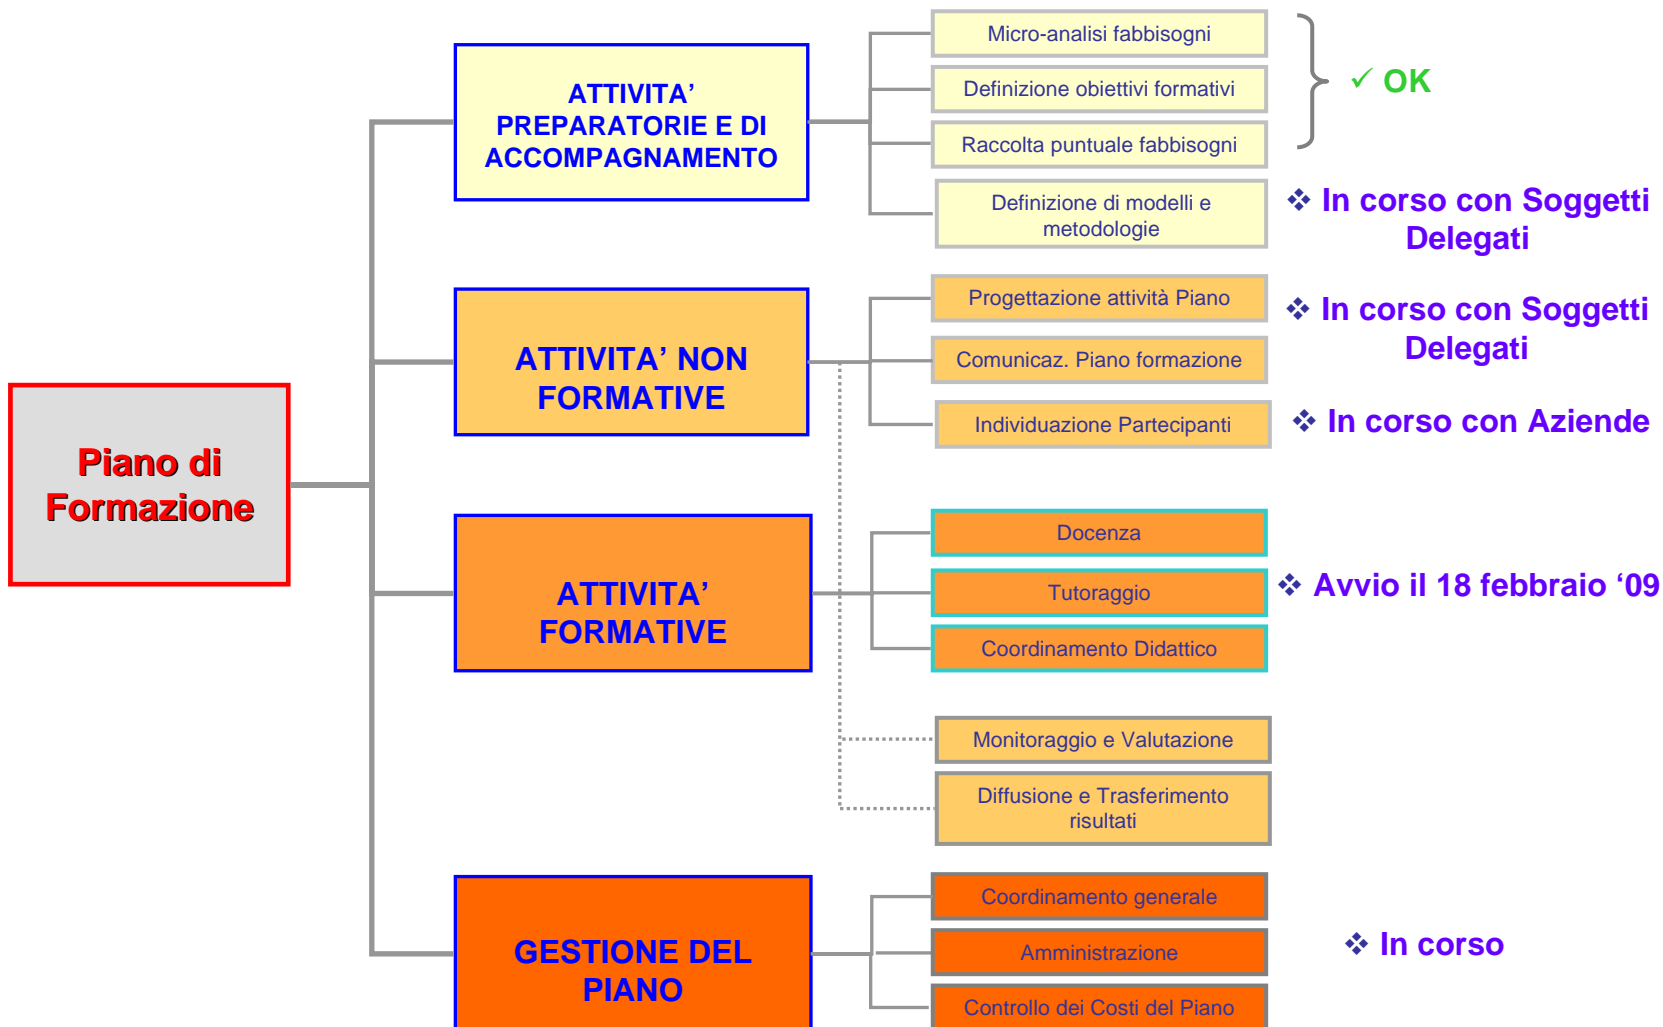 Piano di
Formazione
ATTIVITA’
PREPARATORIE E DI
ACCOMPAGNAMENTO
Micro-analisi fabbisogni
Definizione obiettivi formativi
Raccolta puntuale fabbisogni
✓ OK
Definizione di modelli e
metodologie
❖ In corso con Soggetti
Delegati
ATTIVITA’ NON
FORMATIVE
Progettazione attività Piano
Comunicaz. Piano formazione
❖ In corso con Soggetti
Delegati
Individuazione Partecipanti
❖ In corso con Aziende
ATTIVITA’
FORMATIVE
Docenza
Tutoraggio
Coordinamento Didattico
❖ Avvio il 18 febbraio ‘09
Monitoraggio e Valutazione
Diffusione e Trasferimento
risultati
GESTIONE DEL
PIANO
Coordinamento generale
Amministrazione
Controllo dei Costi del Piano
❖ In corso